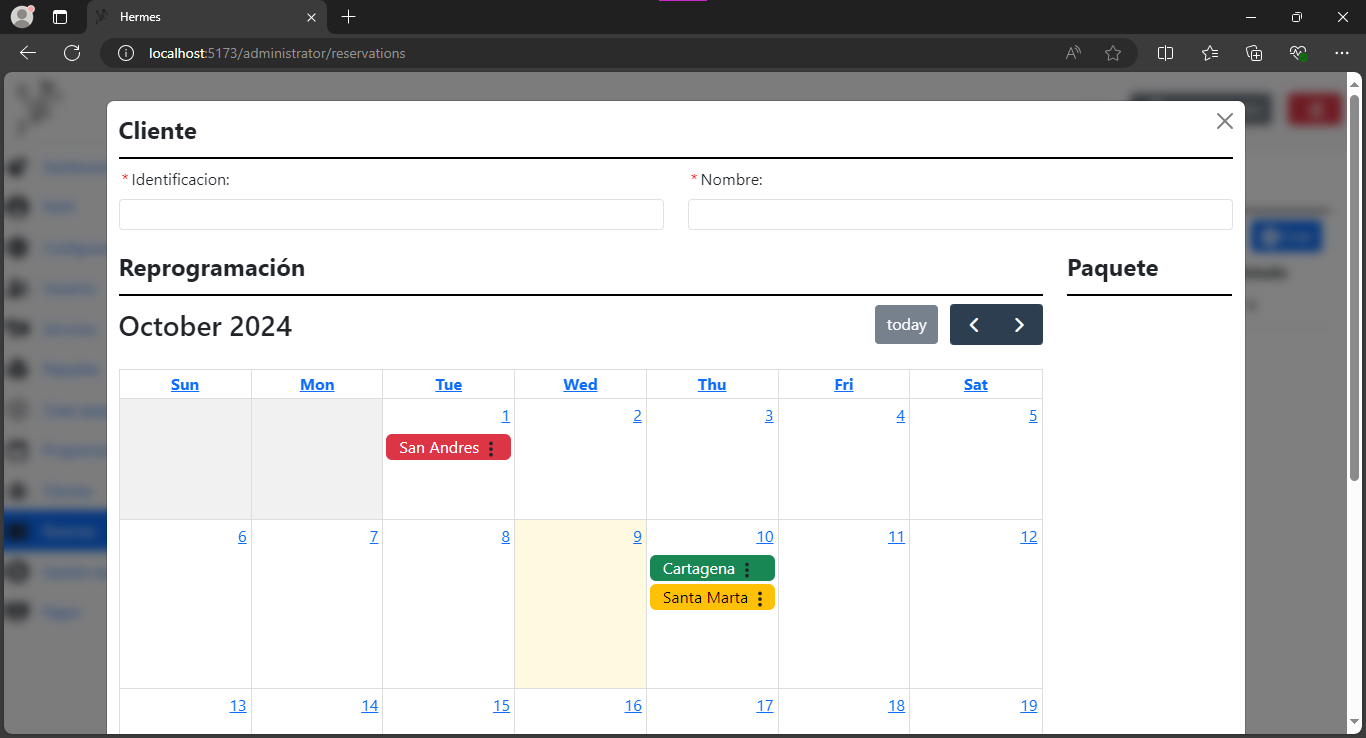 Hermes
localhost:5173/administrator/reservations
Cliente
* Identificacion:
* Nombre:
Reprogramación
Paquete
October 2024
today
Sun Mon Tue Wed Thu Fri Sat
1 2 3 4 5
San Andres
6 7 8 9 10 11 12
Cartagena
Santa Marta
13 14 15 16 17 18 19